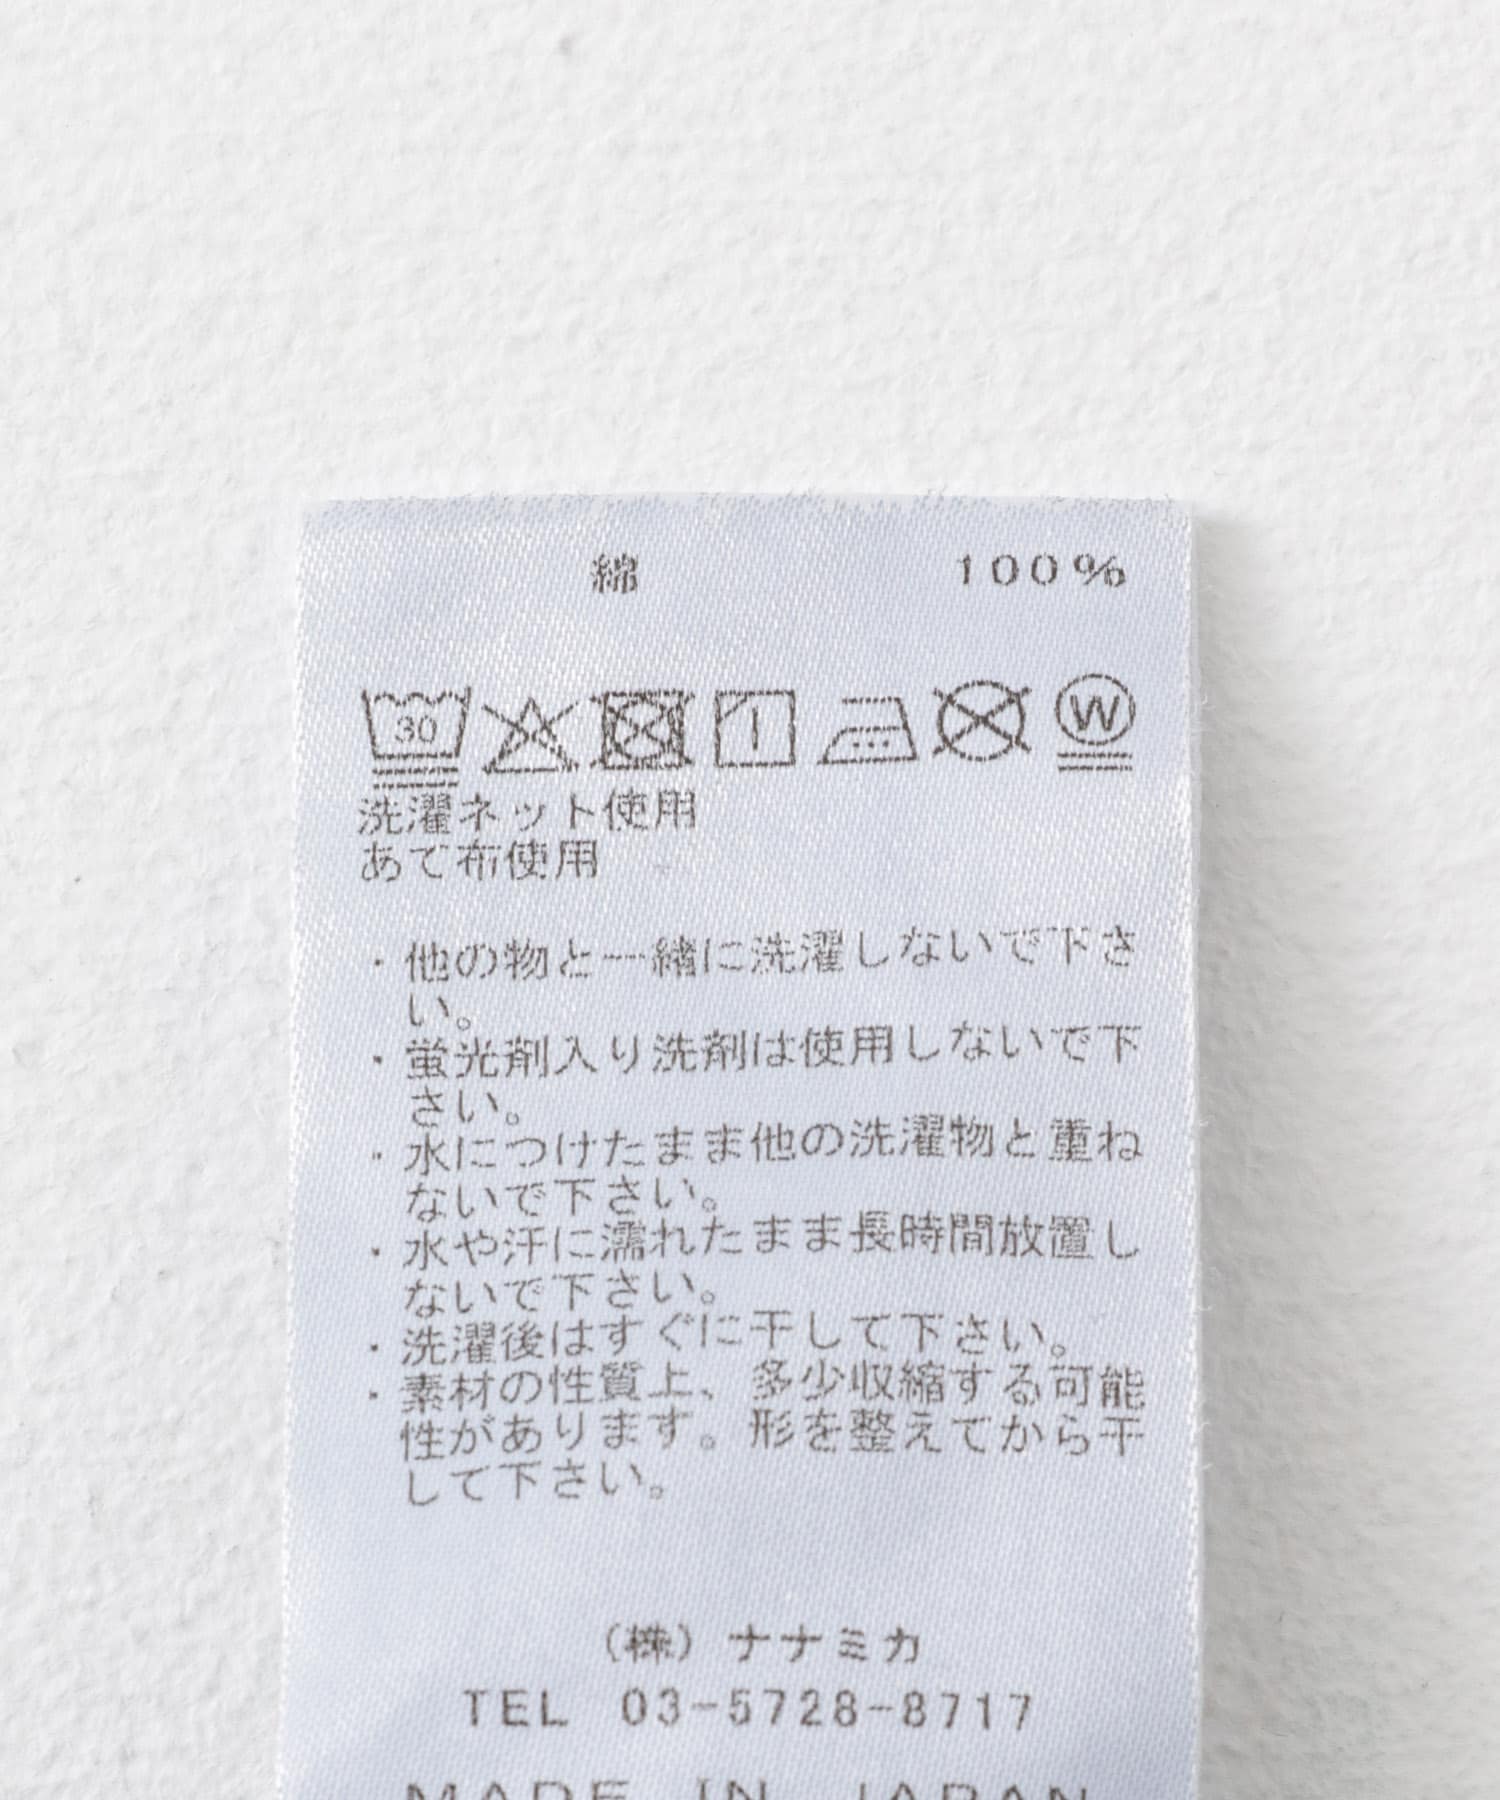 綿 100%
30
W
洗濯ネット使用
あて布使用
・他の物と一緒に洗濯しないで下さ
い。
・蛍光剤入り洗剤は使用しないで下
さい。
・水につけたまま他の洗濯物と重ね
ないで下さい。
・水や汗に濡れたまま長時間放置し
ないで下さい。
・洗濯後はすぐに干して下さい。
・素材の性質上、多少収縮する可能
性があります。形を整えてから干
して下さい。
(株) ナナミカ
TEL 03-5728-8717
MADE IN JAPAN